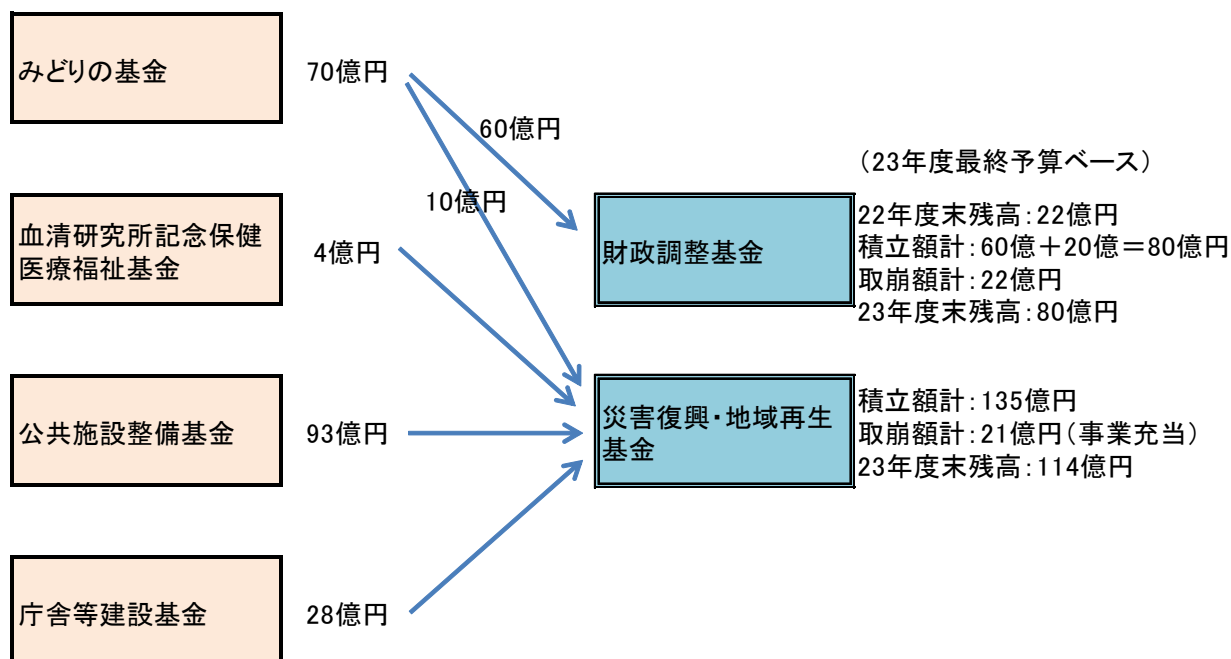 みどりの基金
70億円
60億円
10億円
（23年度最終予算ベース）
血清研究所記念保健
医療福祉基金
4億円
財政調整基金
22年度末残高：22億円
積立額計：60億＋20億＝80億円
取崩額計：22億円
23年度末残高：80億円
公共施設整備基金
93億円
災害復興・地域再生
基金
積立額計：135億円
取崩額計：21億円（事業充当）
23年度末残高：114億円
庁舎等建設基金
28億円